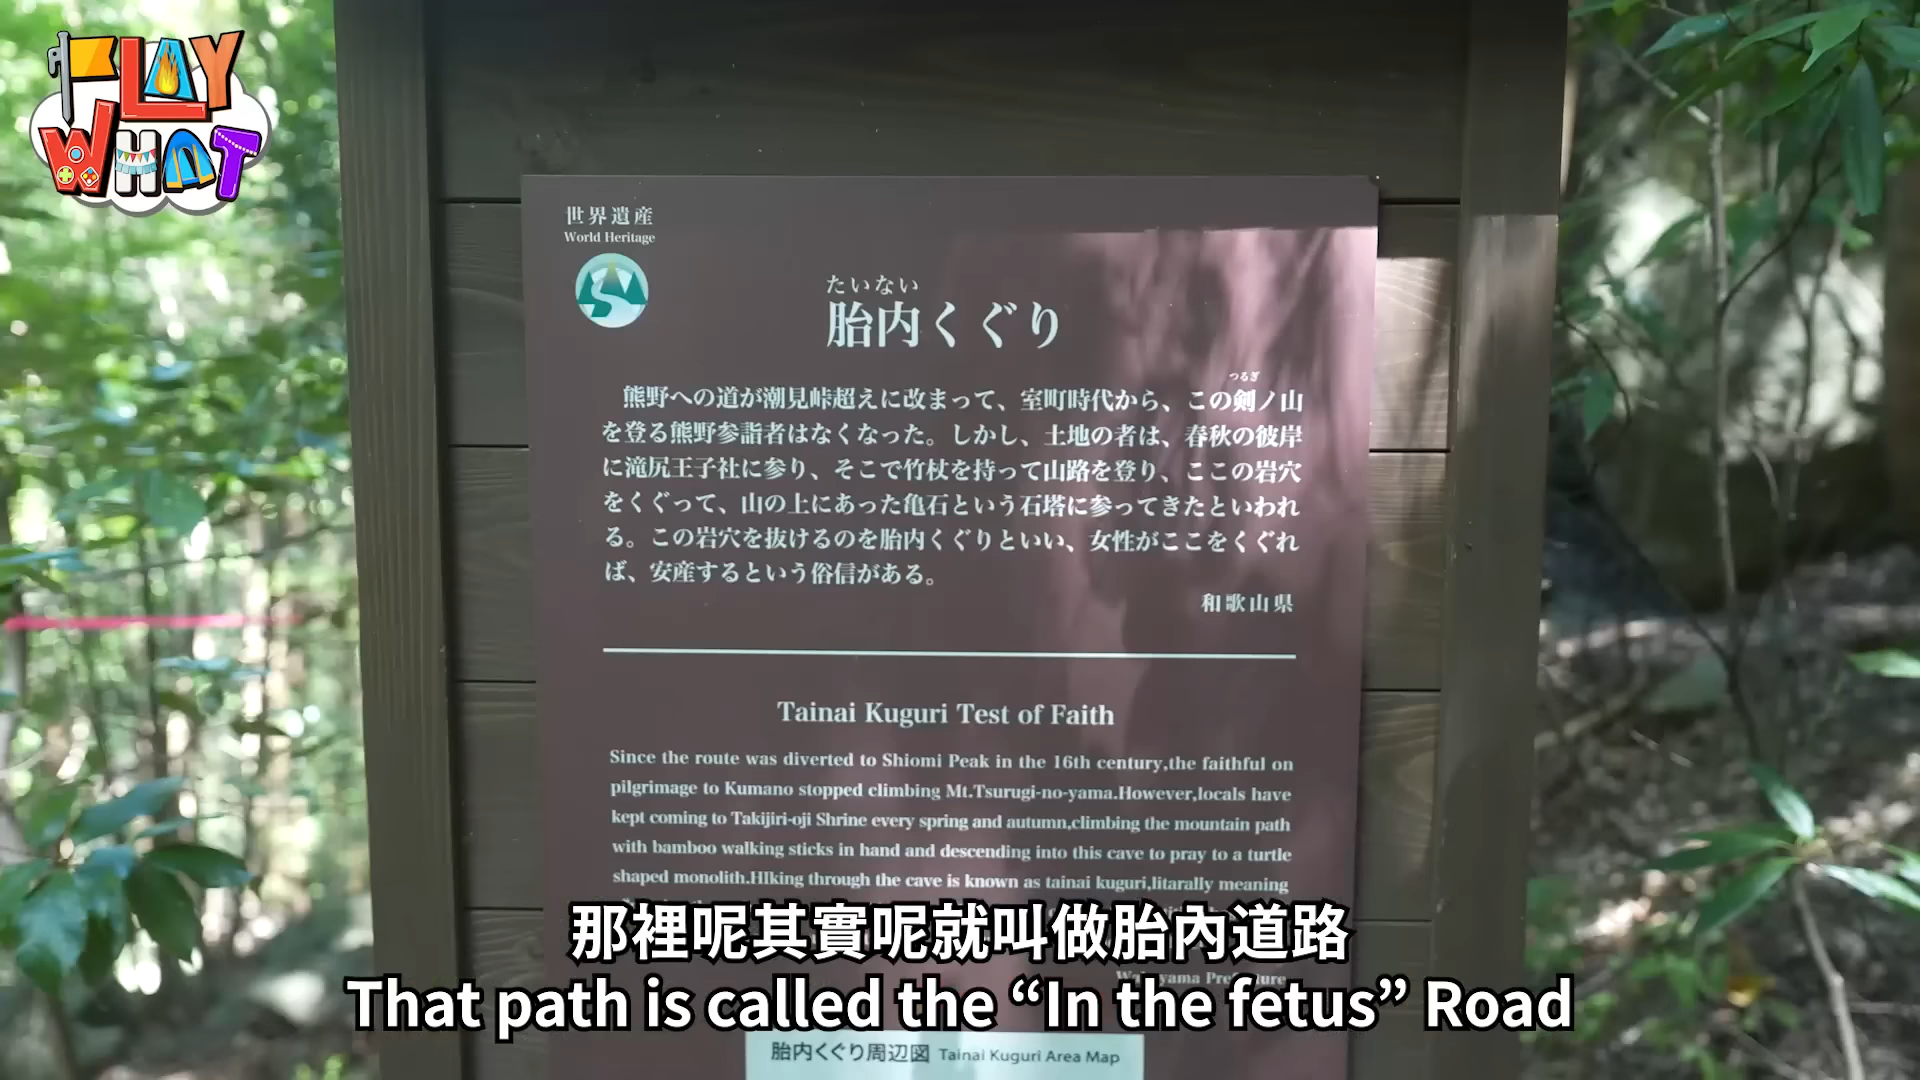 PLAY
WHAT
世界遺産
World Heritage
たいない
胎内くぐり
つるぎ
熊野への道が潮見峠超えに改まって、室町時代から、この剣ノ山
を登る熊野参詣者はなくなった。しかし、土地の者は、春秋の彼岸
に滝尻王子社に参り、そこで竹杖を持って山路を登り、ここの岩穴
をくぐって、山の上にあった亀石という石塔に参ってきたといわれ
る。この岩穴を抜けるのを胎内くぐりといい、女性がここをくぐれ
ば、安産するという俗信がある。
和歌山県
Tainai Kuguri Test of Faith
Since the route was diverted to Shiomi Peak in the 16th century,the faithful on
pilgrimage to Kumano stopped climbing Mt.Tsurugi-no-yama.However,locals have
kept coming to Takijiri-oji Shrine every spring and autumn,climbing the mountain path
with bamboo walking sticks in hand and descending into this cave to pray to a turtle
shaped monolith.HIking through the cave is known as tainai kuguri,litarally meaning
那裡呢其實呢就叫做胎內道路
Wakayama Prefecture
That path is called the “In the fetus” Road
胎内くぐり周辺図 Tainai Kuguri Area Map